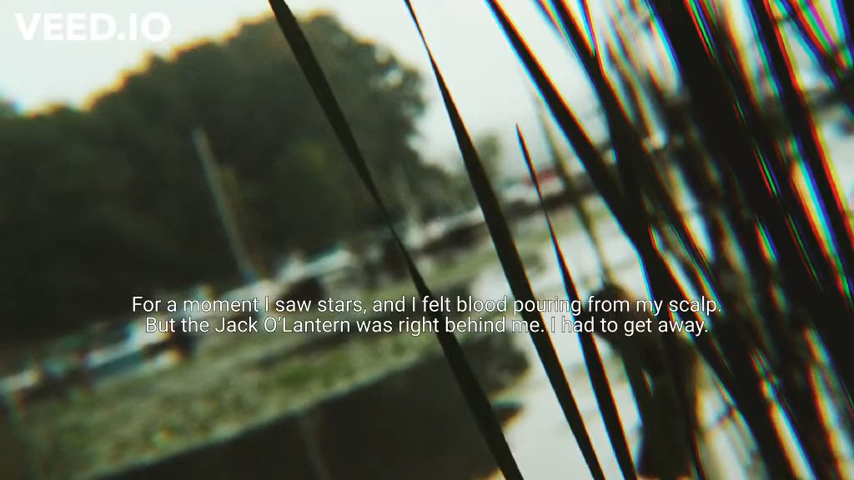 VEED.IO
For a moment I saw stars, and I felt blood pouring from my scalp.
But the Jack O'Lantern was right behind me. I had to get away.